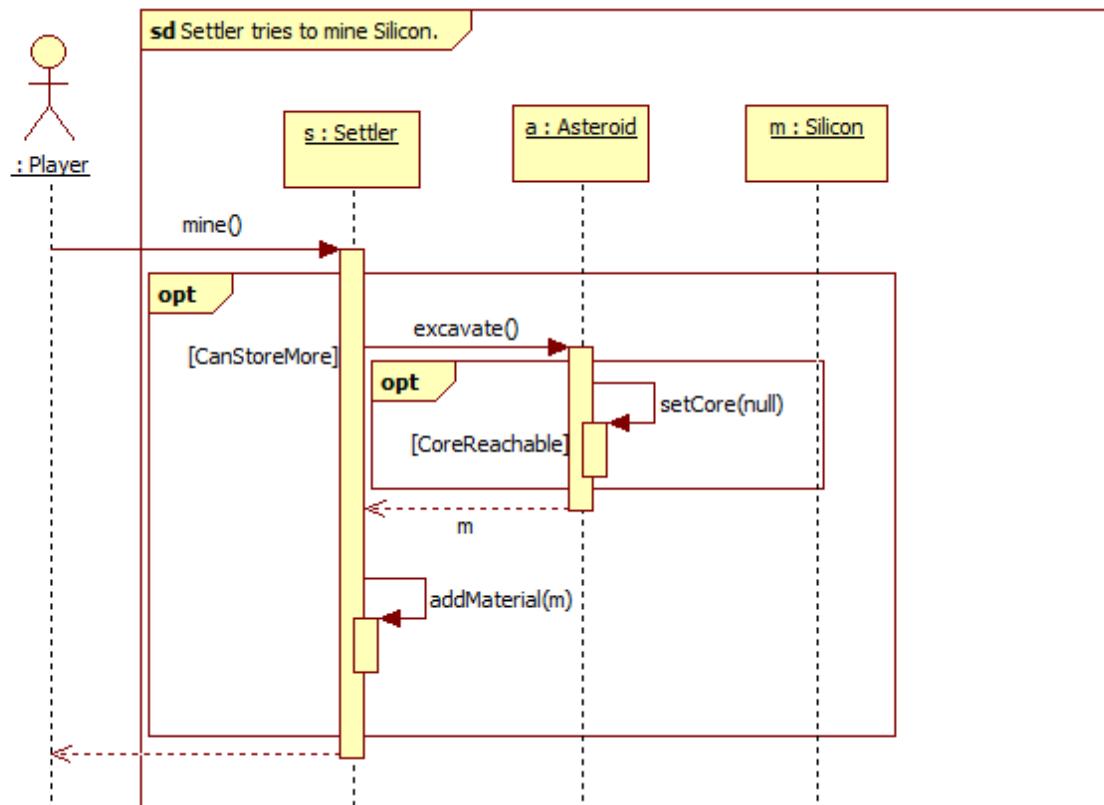 sd Settler tries to mine Silicon.
: Player
s : Settler
a : Asteroid
m : Silicon
mine()
opt
[CanStoreMore]
excavate()
opt
[CoreReachable]
setCore(null)
m
addMaterial(m)